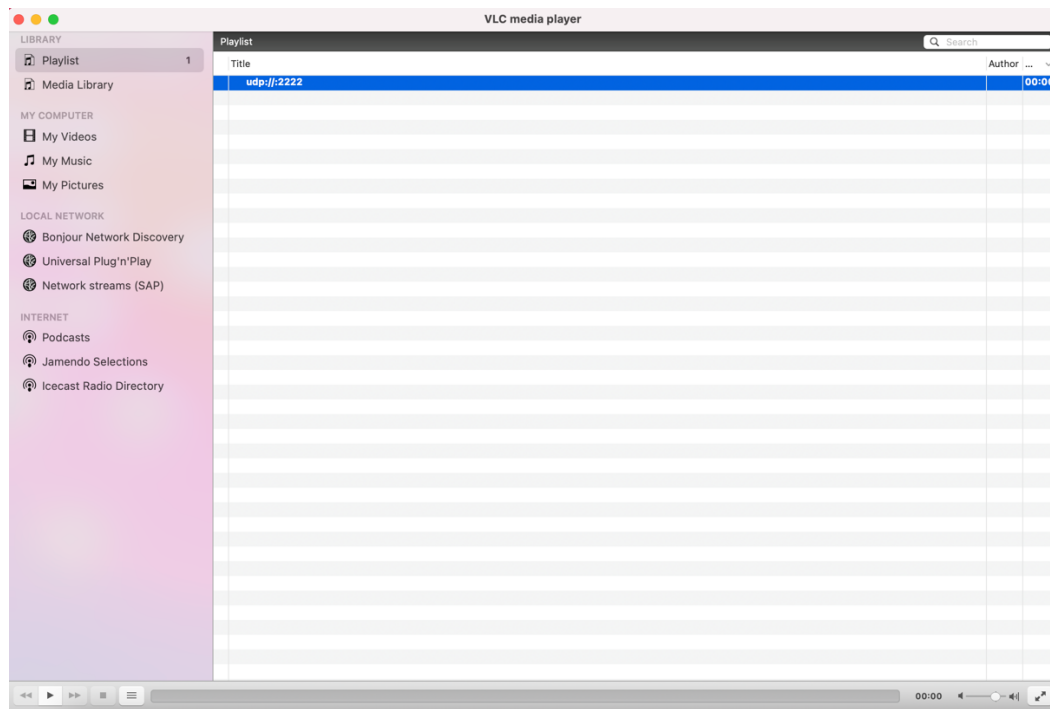 VLC media player
LIBRARY
Playlist 1
Media Library
MY COMPUTER
My Videos
My Music
My Pictures
LOCAL NETWORK
Bonjour Network Discovery
Universal Plug'n'Play
Network streams (SAP)
INTERNET
Podcasts
Jamendo Selections
Icecast Radio Directory
Playlist
Search
Title Author ...
udp://:2222 00:00
00:00